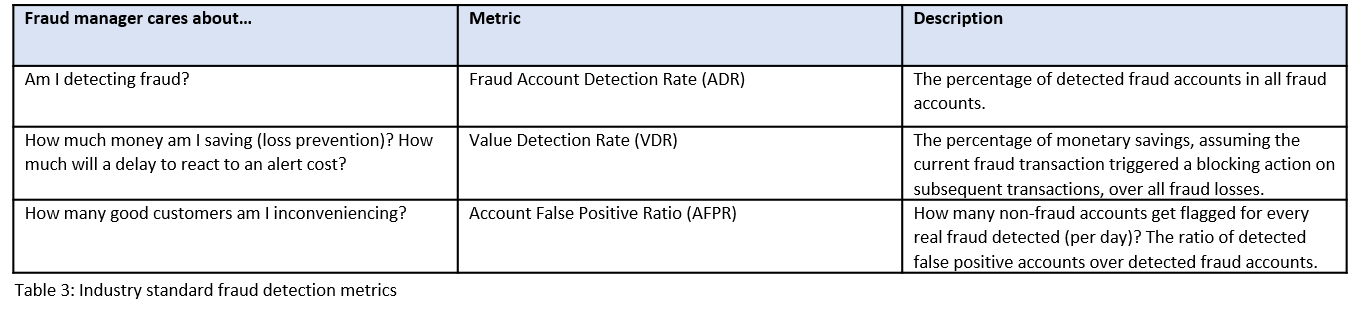 Fraud manager cares about...
Metric
Description
Am I detecting fraud?
Fraud Account Detection Rate (ADR)
The percentage of detected fraud accounts in all fraud
accounts.
How much money am I saving (loss prevention)? How
much will a delay to react to an alert cost?
Value Detection Rate (VDR)
The percentage of monetary savings, assuming the
current fraud transaction triggered a blocking action on
subsequent transactions, over all fraud losses.
How many good customers am I inconveniencing?
Account False Positive Ratio (AFPR)
How many non-fraud accounts get flagged for every
real fraud detected (per day)? The ratio of detected
false positive accounts over detected fraud accounts.
Table 3: Industry standard fraud detection metrics